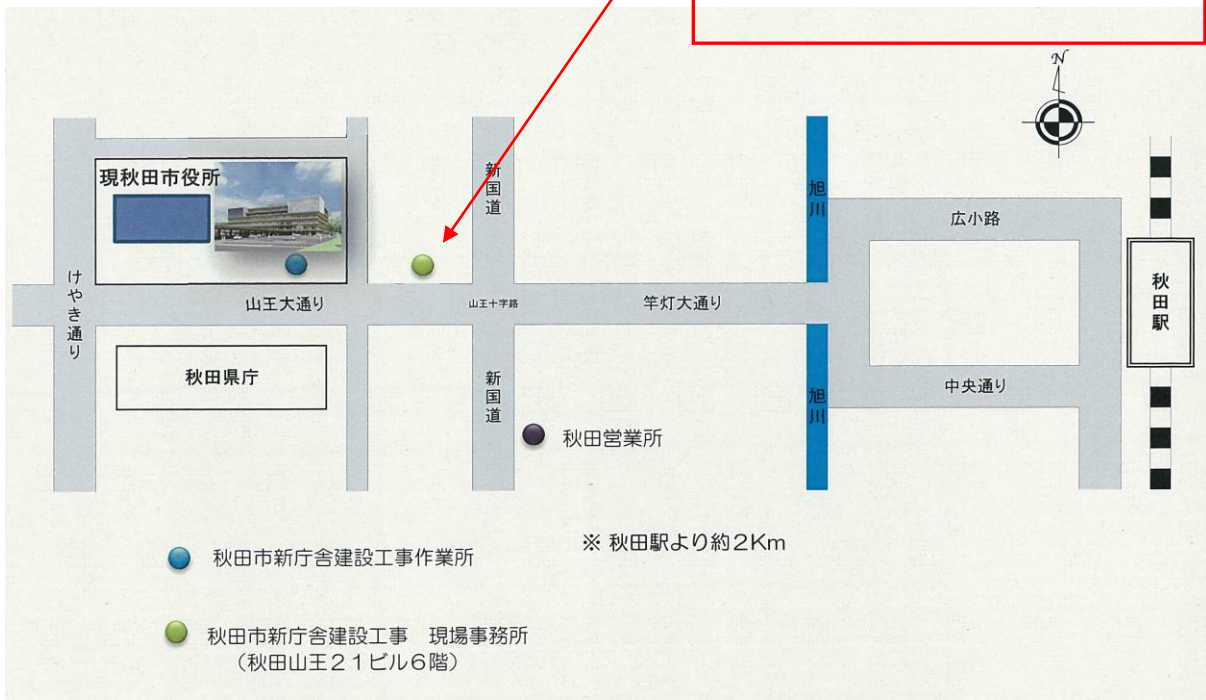 N
現秋田市役所
新国道
旭川
広小路
けやき通り
山王大通り
山王十字路
竿灯大通り
秋田駅
秋田県庁
新国道
旭川
中央通り
秋田営業所
秋田市新庁舎建設工事作業所
※ 秋田駅より約2Km
秋田市新庁舎建設工事　現場事務所
（秋田山王２１ビル６階）